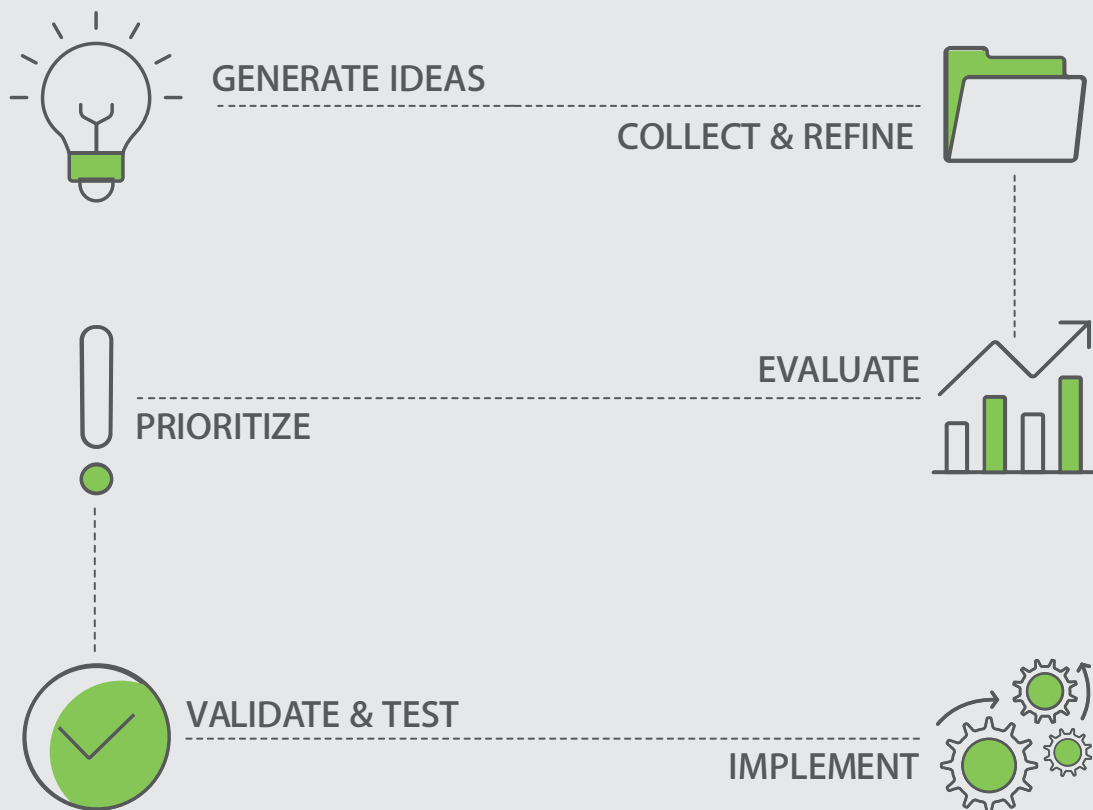 GENERATE IDEAS
COLLECT & REFINE
EVALUATE
PRIORITIZE
VALIDATE & TEST
IMPLEMENT